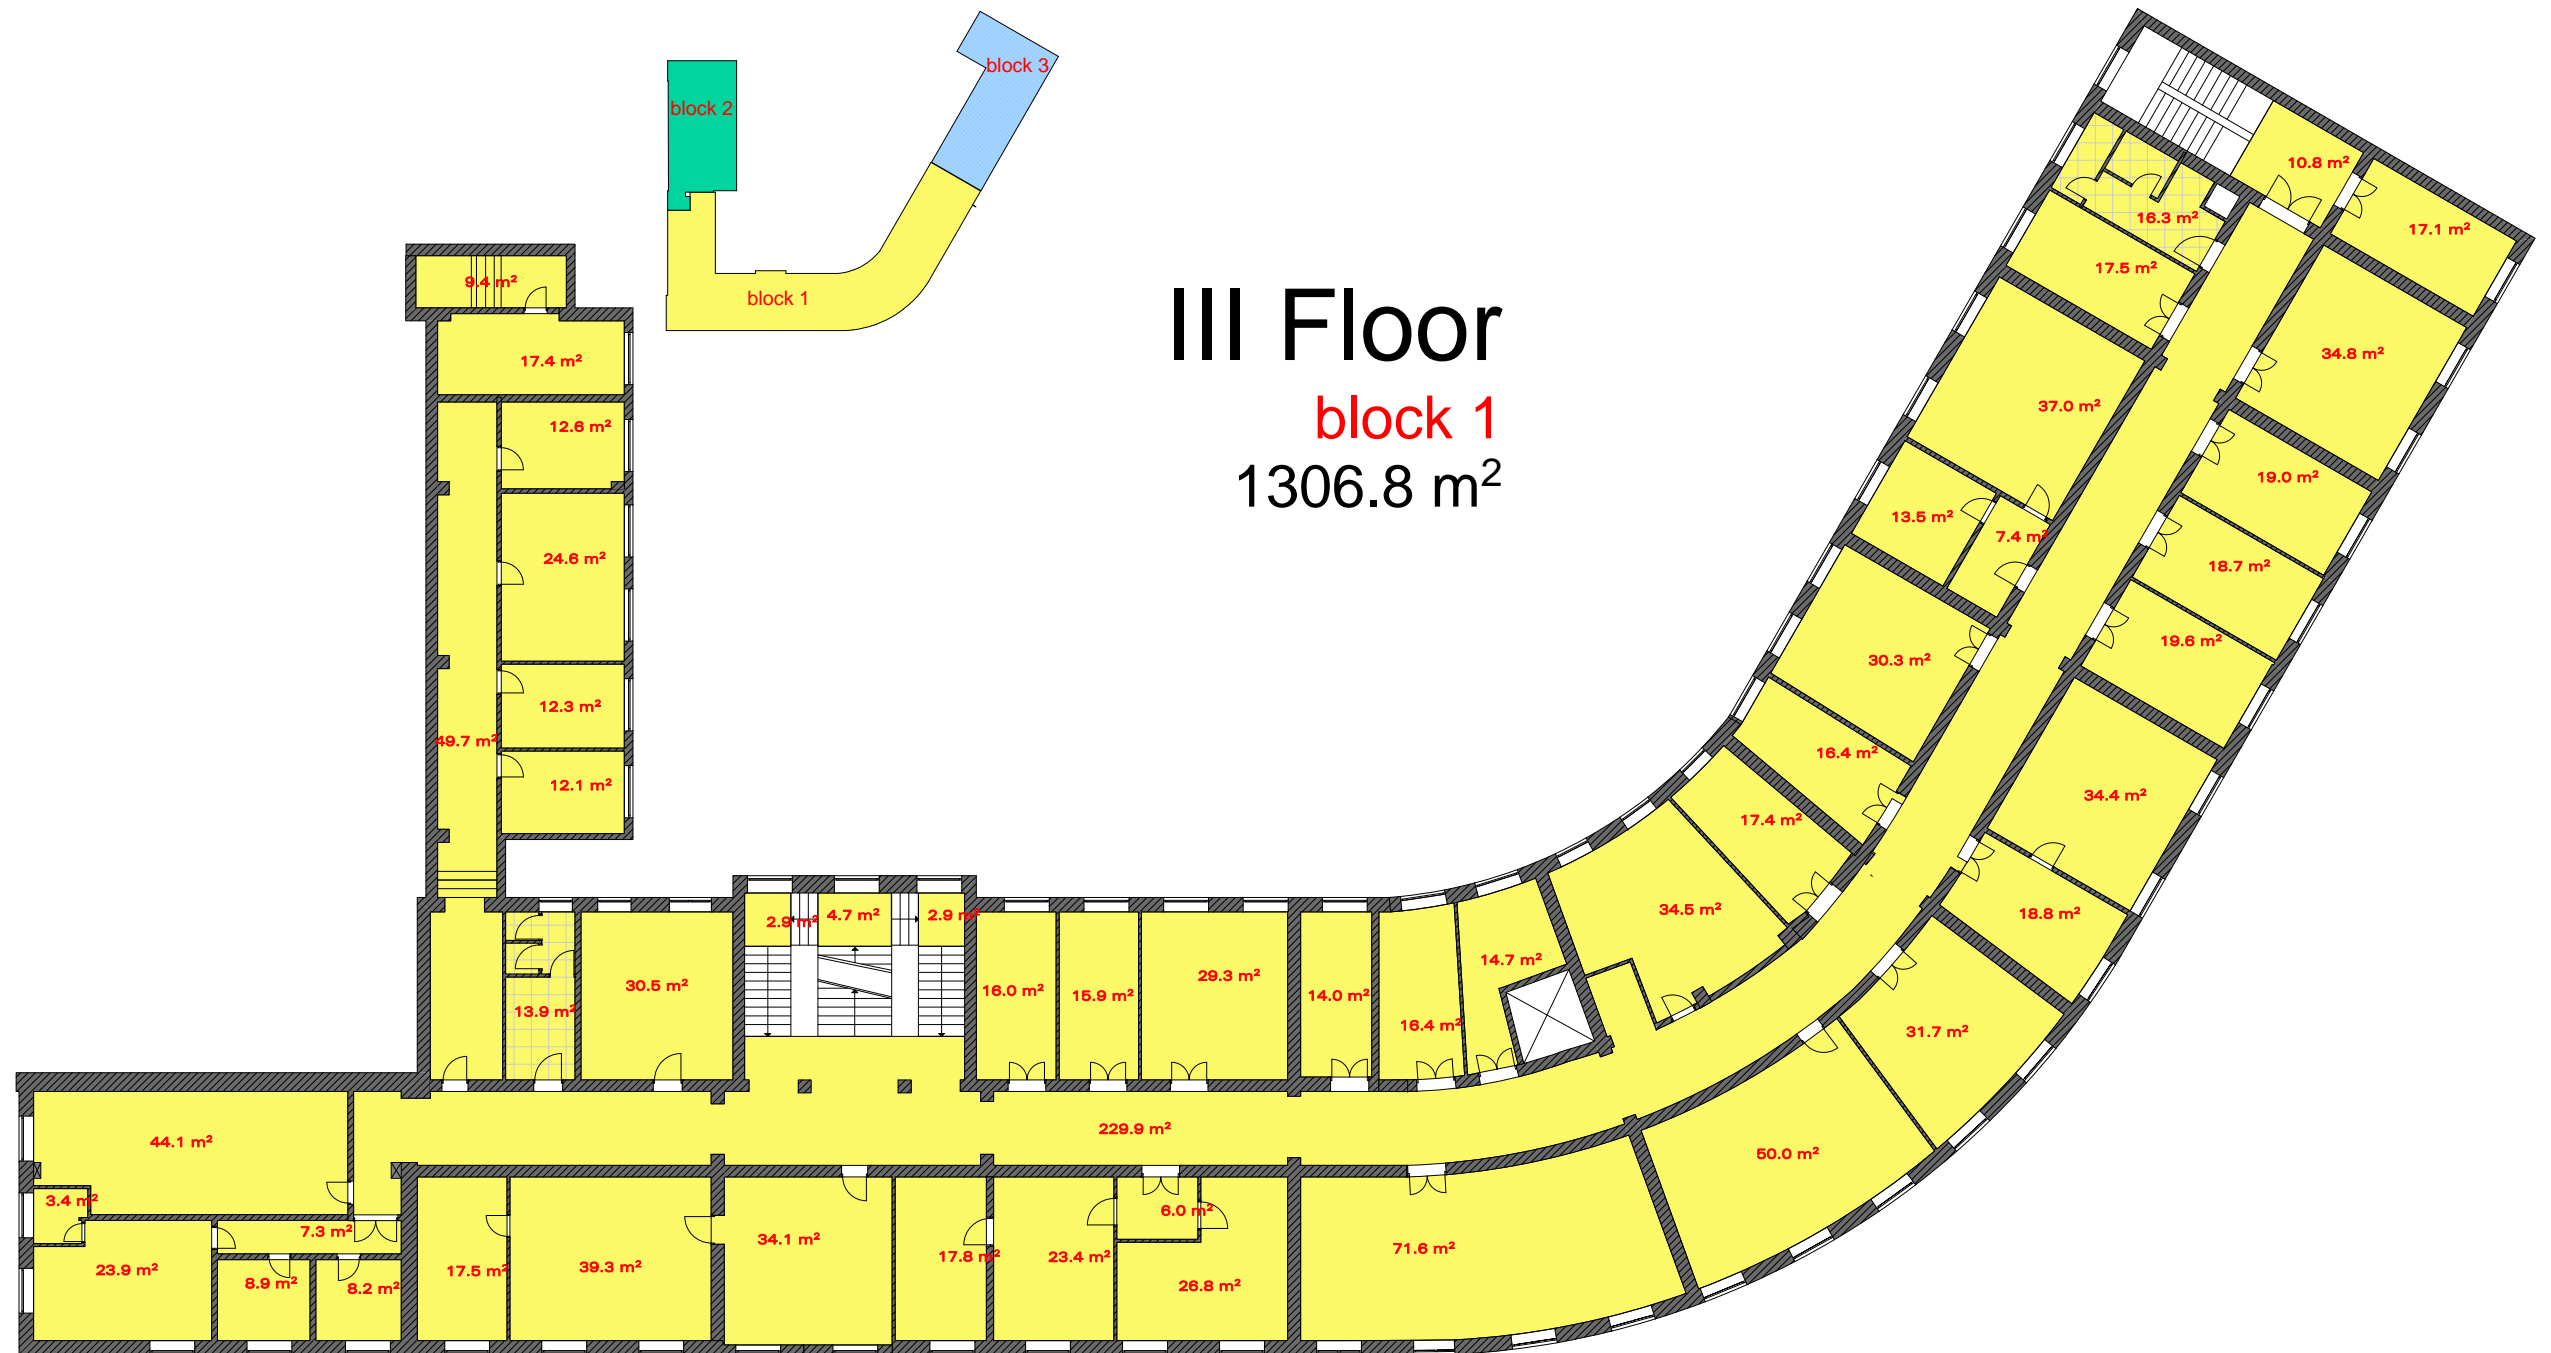 block 3
block 2
block 1
III Floor
block 1
1306.8 m²
10.8 m²
16.3 m²
17.1 m²
17.5 m²
9.4 m²
17.4 m²
34.8 m²
37.0 m²
12.6 m²
19.0 m²
13.5 m²
7.4 m²
24.6 m²
18.7 m²
19.6 m²
30.3 m²
12.3 m²
49.7 m²
16.4 m²
12.1 m²
34.4 m²
17.4 m²
2.9 m²
4.7 m²
2.9 m²
34.5 m²
18.8 m²
14.7 m²
29.3 m²
30.5 m²
16.0 m²
15.9 m²
14.0 m²
13.9 m²
16.4 m²
31.7 m²
229.9 m²
44.1 m²
50.0 m²
3.4 m²
6.0 m²
7.3 m²
34.1 m²
71.6 m²
17.8 m²
23.4 m²
23.9 m²
17.5 m²
39.3 m²
8.9 m²
8.2 m²
26.8 m²